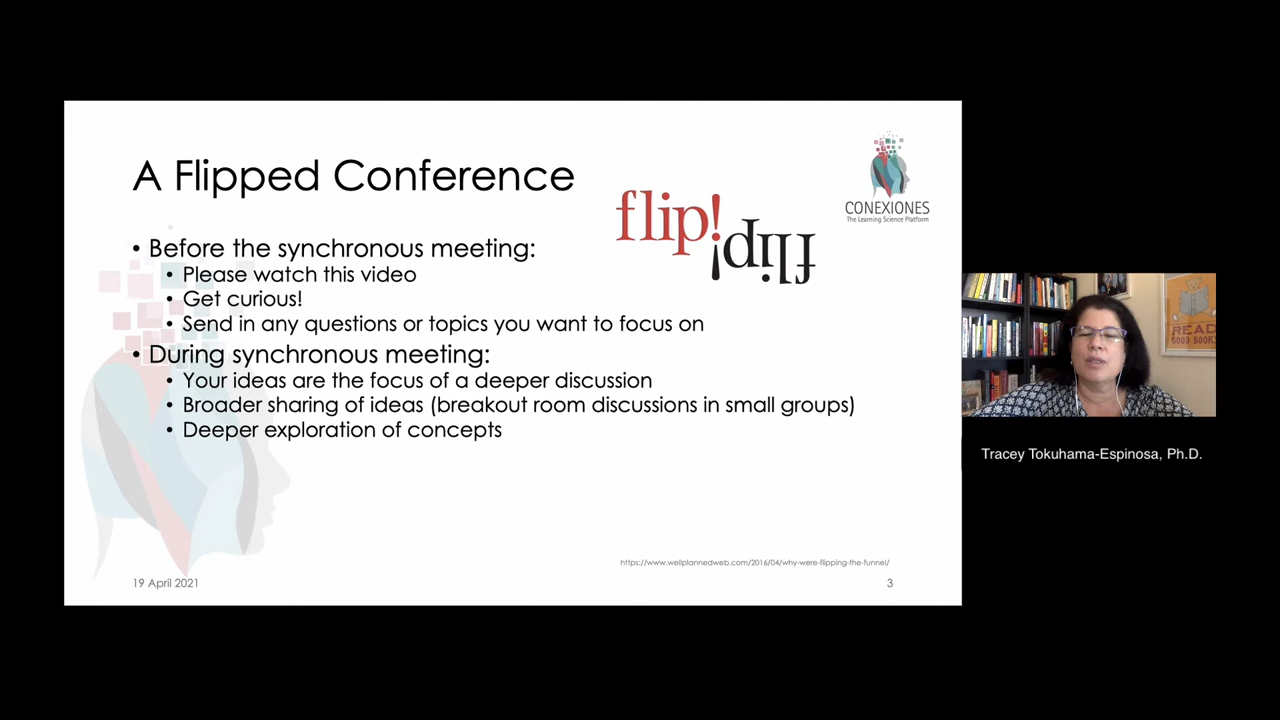 A Flipped Conference
flip!
flip!
CONEXIONES
The Learning Science Platform
• Before the synchronous meeting:
• Please watch this video
• Get curious!
• Send in any questions or topics you want to focus on
• During synchronous meeting:
• Your ideas are the focus of a deeper discussion
• Broader sharing of ideas (breakout room discussions in small groups)
• Deeper exploration of concepts
https://www.wellplannedweb.com/2016/04/why-were-flipping-the-funnel/
19 April 2021
3
READ
GOOD BOOKS
Tracey Tokuhama-Espinosa, Ph.D.